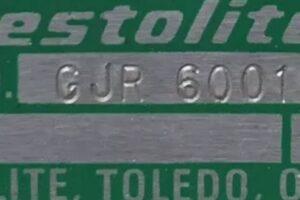 estolite
. GJR 6001
LITE, TOLEDO, O